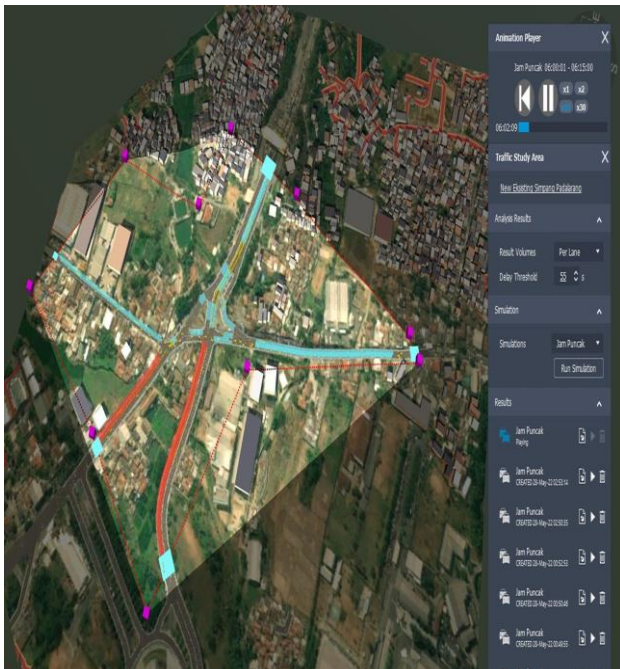 Animation Player
Jam Puncak 06:00:01 - 06:15:00
x1 x2
x30
06:02:09
Traffic Study Area
New Eksisting Simpang Padalarang
Analysis Results
Result Volumes Per Lane
Delay Threshold 55 s
Simulation
Simulations Jam Puncak
Run Simulation
Results
Jam Puncak
Playing
Jam Puncak
Jam Puncak
Jam Puncak
Jam Puncak
Jam Puncak